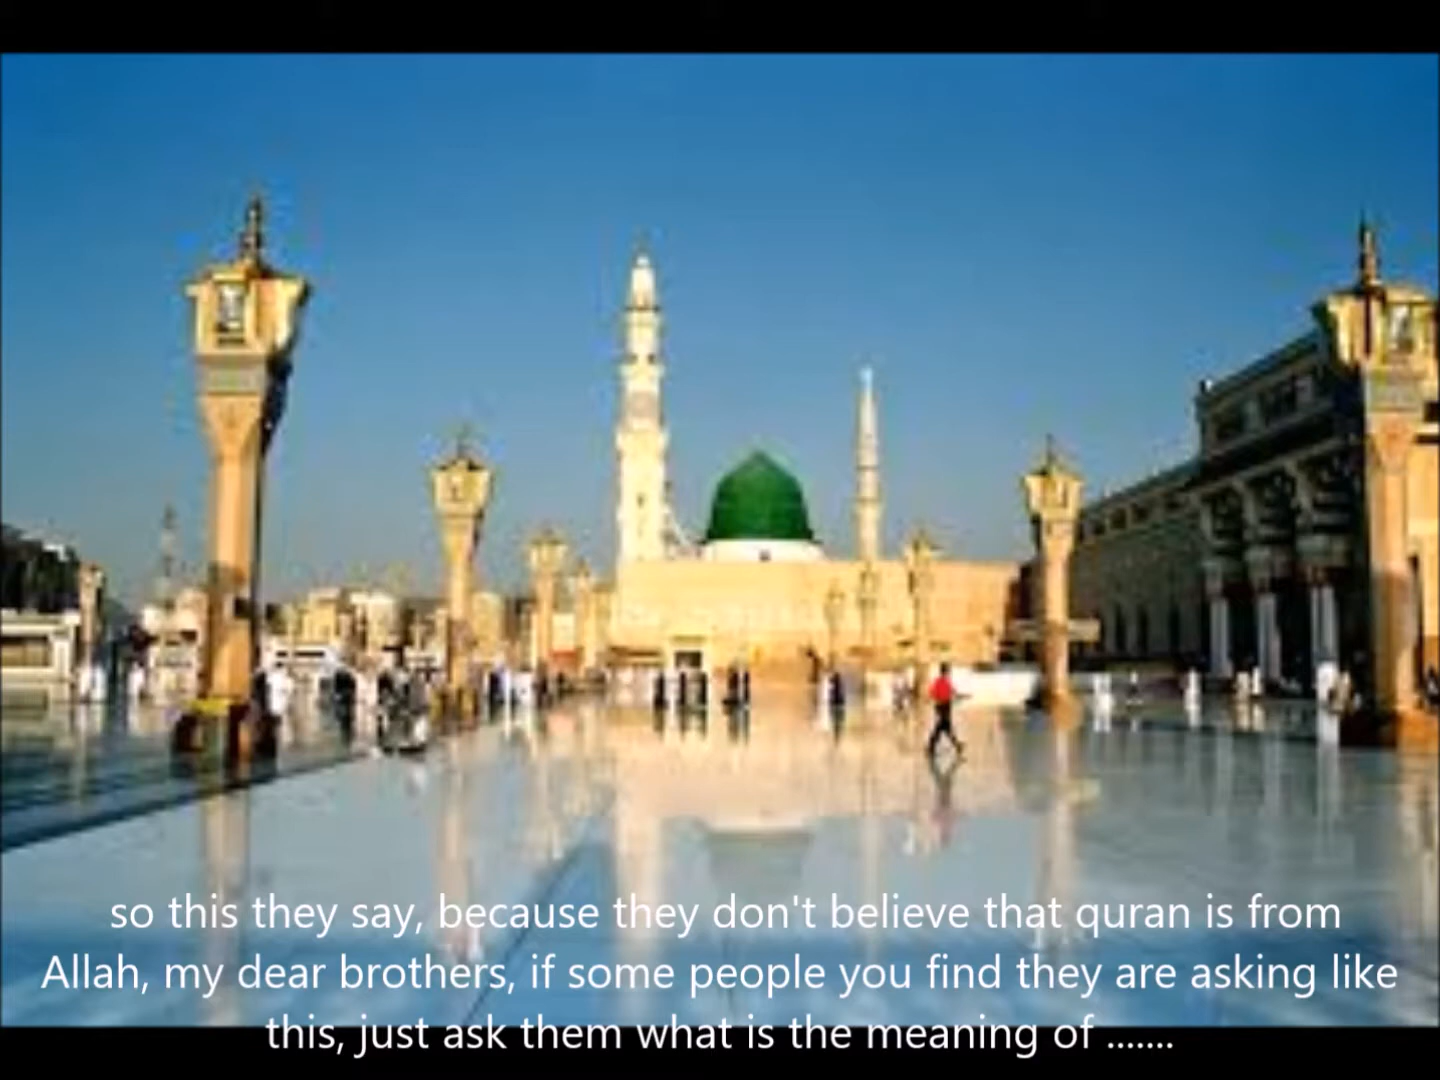 so this they say, because they don't believe that quran is from
Allah, my dear brothers, if some people you find they are asking like
this, just ask them what is the meaning of .......